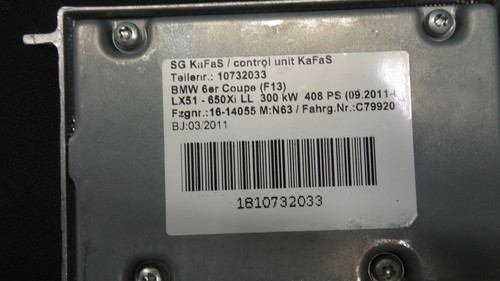 SG KaFaS / control unit KaFaS
Teilenr.: 10732033
BMW 6er Coupe (F13)
LX51 - 650Xi LL 300 kW 408 PS (09.2011-
Fzgnr.:16-14055 M:N63 / Fahrg.Nr.:C79920
BJ:03/2011
1810732033